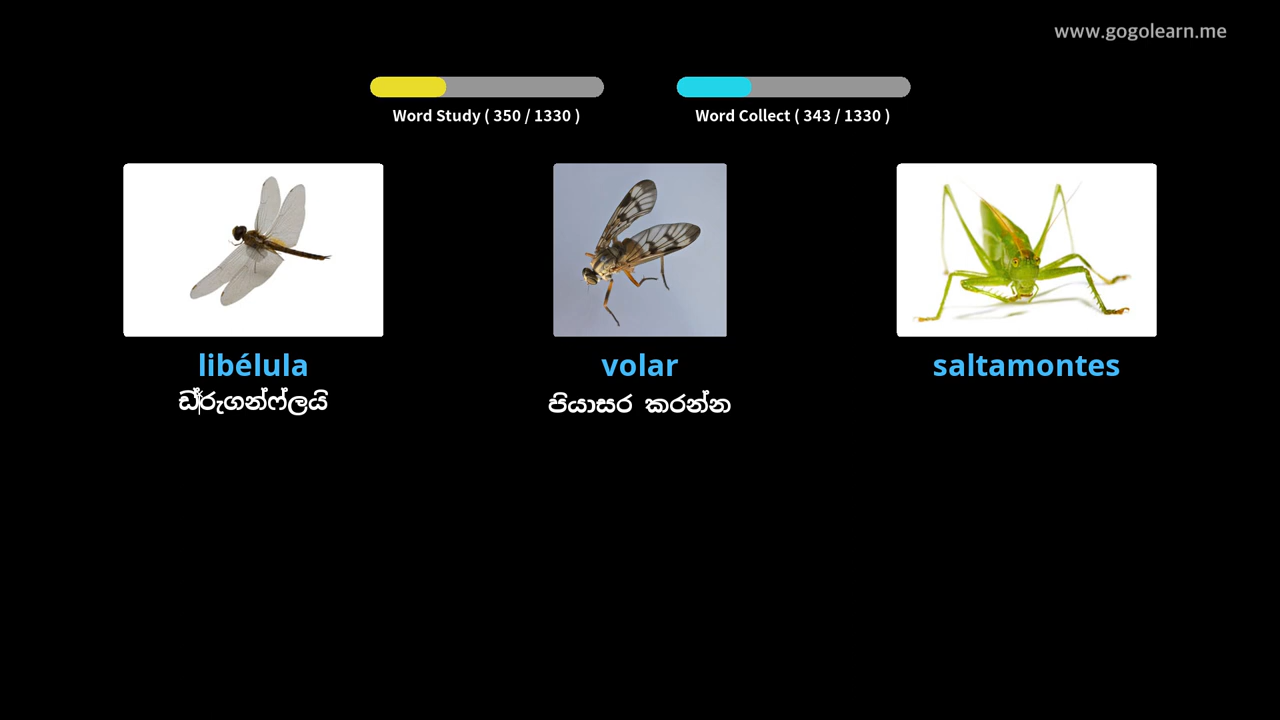 www.gogolearn.me
Word Study ( 350 / 1330 )
Word Collect ( 343 / 1330 )
libélula
volar
saltamontes
ඩ්‍රැගන්ෆ්ලයි
පියාසර කරන්න